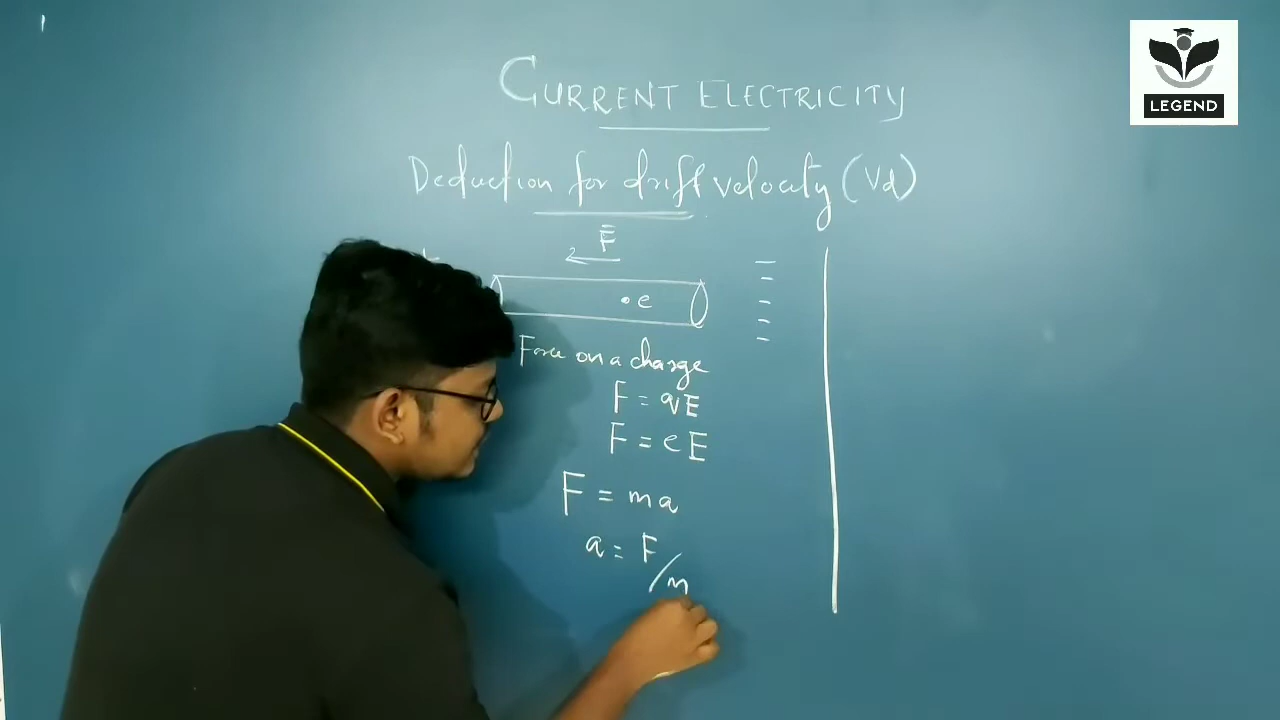 LEGEND
CURRENT ELECTRICITY
Deduction for drift velocity (Vd)
F
+
e
Force on a charge
F = qE
F = eE
F = ma
a = F/m